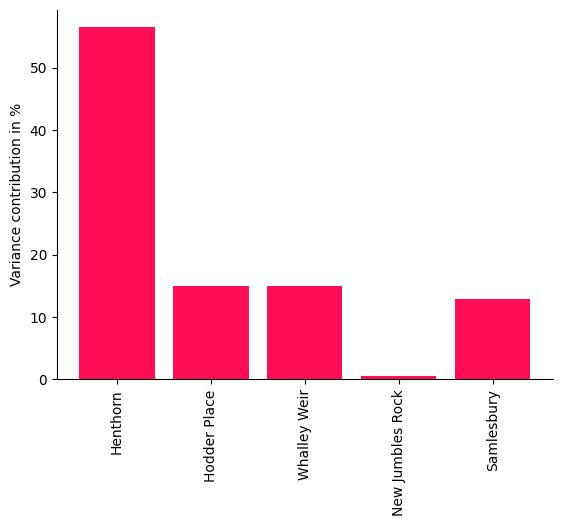 Variance contribution in %
50
40
30
20
10
0
Henthorn
Hodder Place
Whalley Weir
New Jumbles Rock
Samlesbury